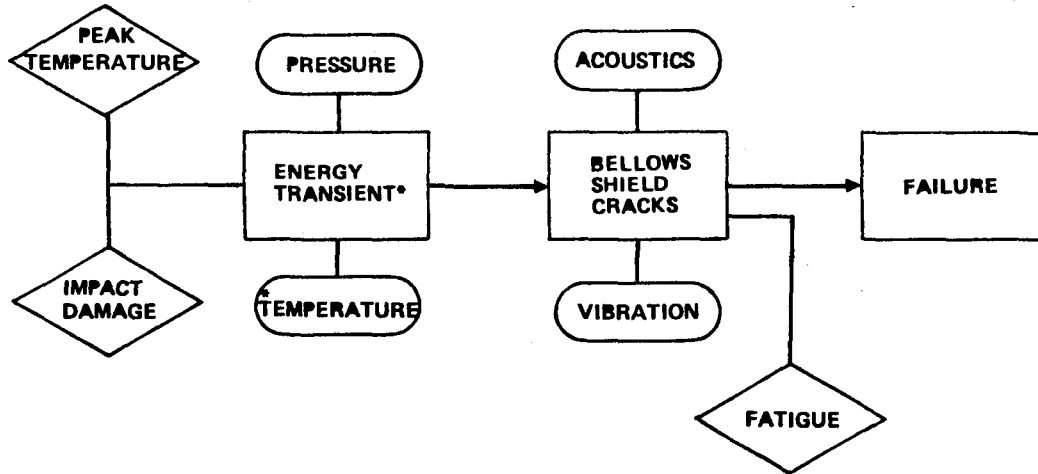 PEAK
TEMPERATURE
PRESSURE
ACOUSTICS
ENERGY
TRANSIENT*
BELLOWS
SHIELD
CRACKS
FAILURE
IMPACT
DAMAGE
*TEMPERATURE
VIBRATION
FATIGUE